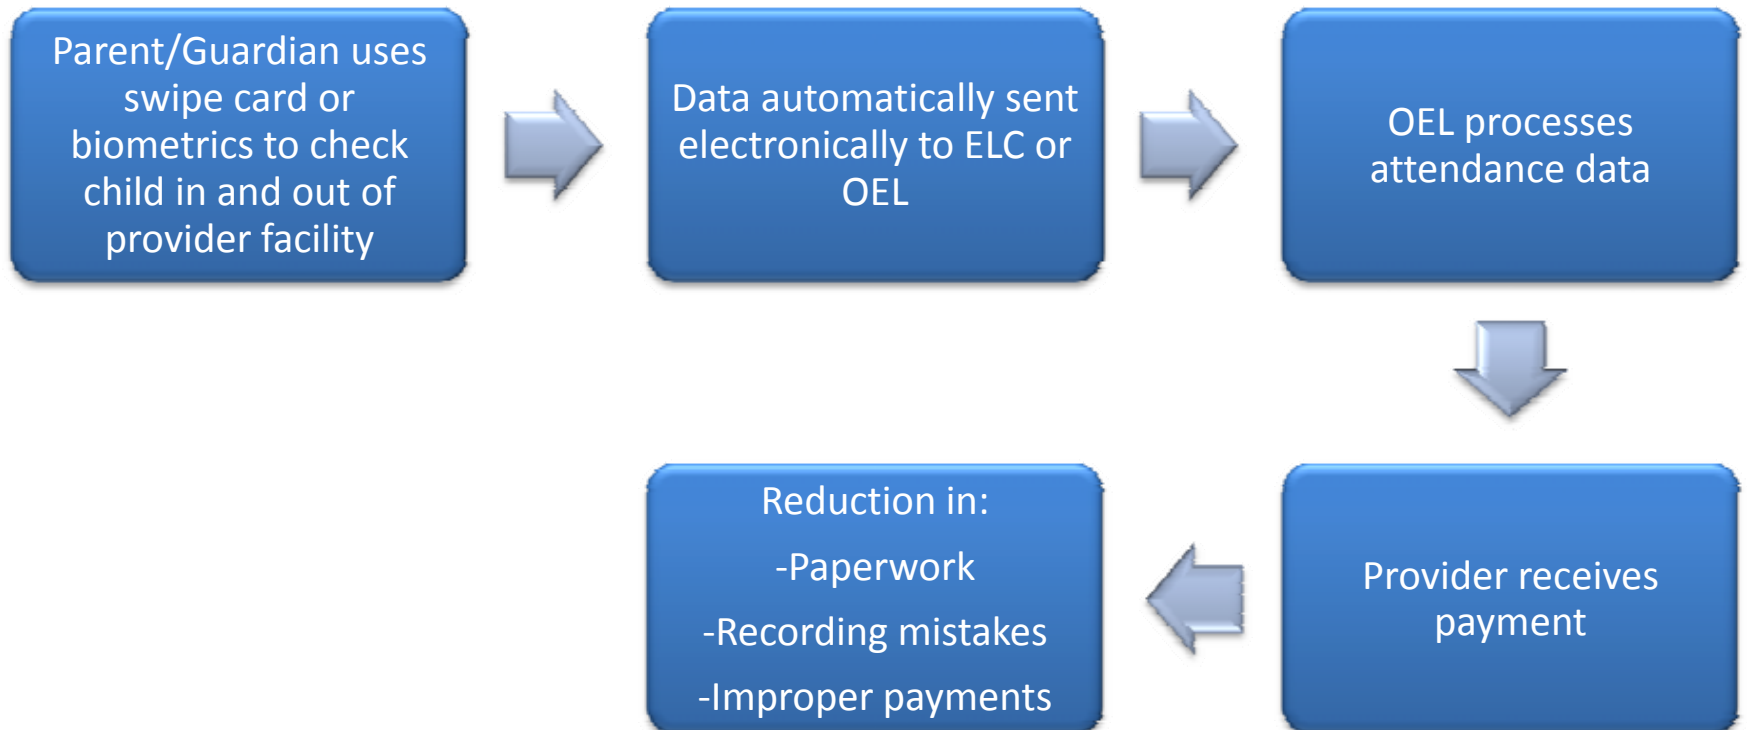 Parent/Guardian uses
swipe card or
biometrics to check
child in and out of
provider facility
Data automatically sent
electronically to ELC or
OEL
OEL processes
attendance data
Provider receives
payment
Reduction in:
-Paperwork
-Recording mistakes
-Improper payments